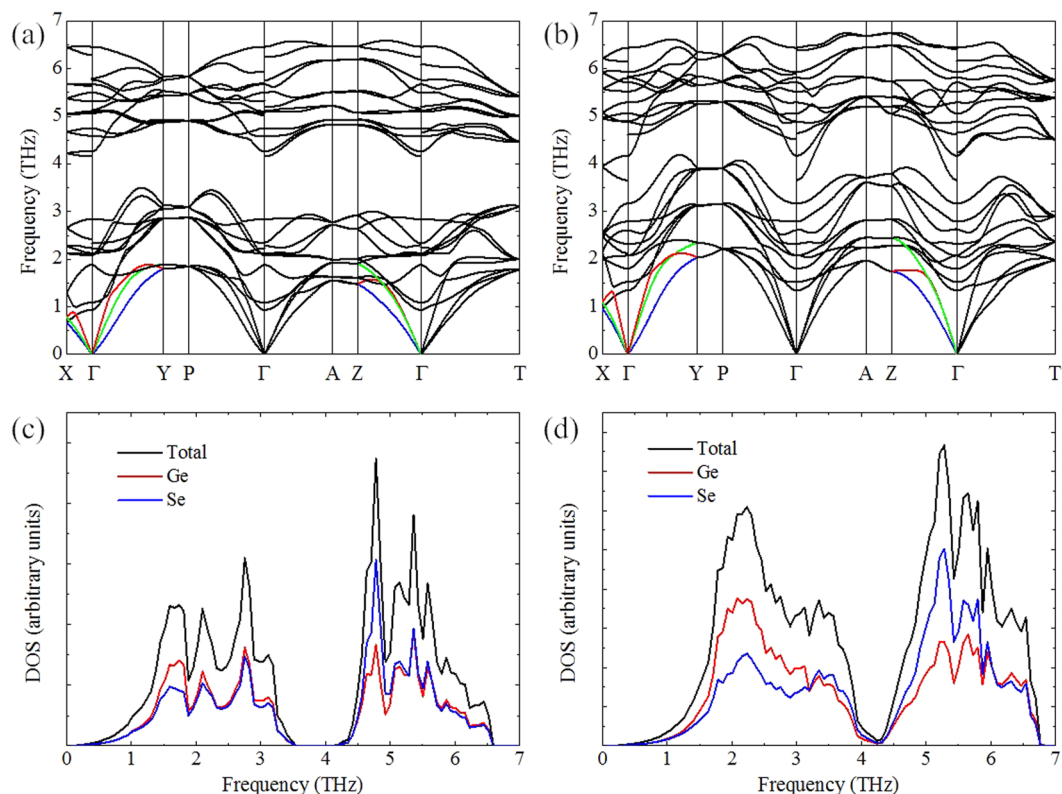 (a)
7
6
5
4
3
2
1
0
Frequency (THz)
X Γ Y P Γ A Z Γ T
(b)
7
6
5
4
3
2
1
0
Frequency (THz)
X Γ Y P Γ A Z Γ T
(c)
Total
Ge
Se
DOS (arbitrary units)
0 1 2 3 4 5 6 7
Frequency (THz)
(d)
Total
Ge
Se
DOS (arbitrary units)
0 1 2 3 4 5 6 7
Frequency (THz)